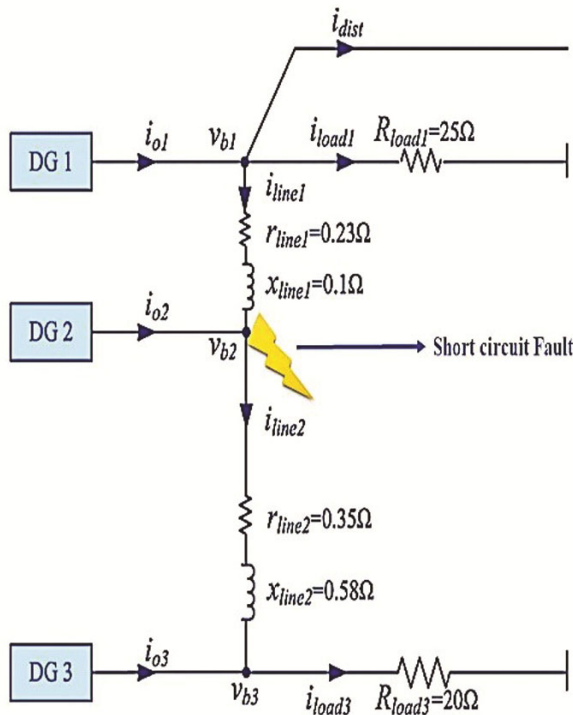 i_dist
DG 1
i_o1
v_b1
i_load1
R_load1=25Ω
i_line1
r_line1=0.23Ω
x_line1=0.1Ω
DG 2
i_o2
v_b2
Short circuit Fault
i_line2
r_line2=0.35Ω
x_line2=0.58Ω
DG 3
i_o3
v_b3
i_load3
R_load3=20Ω